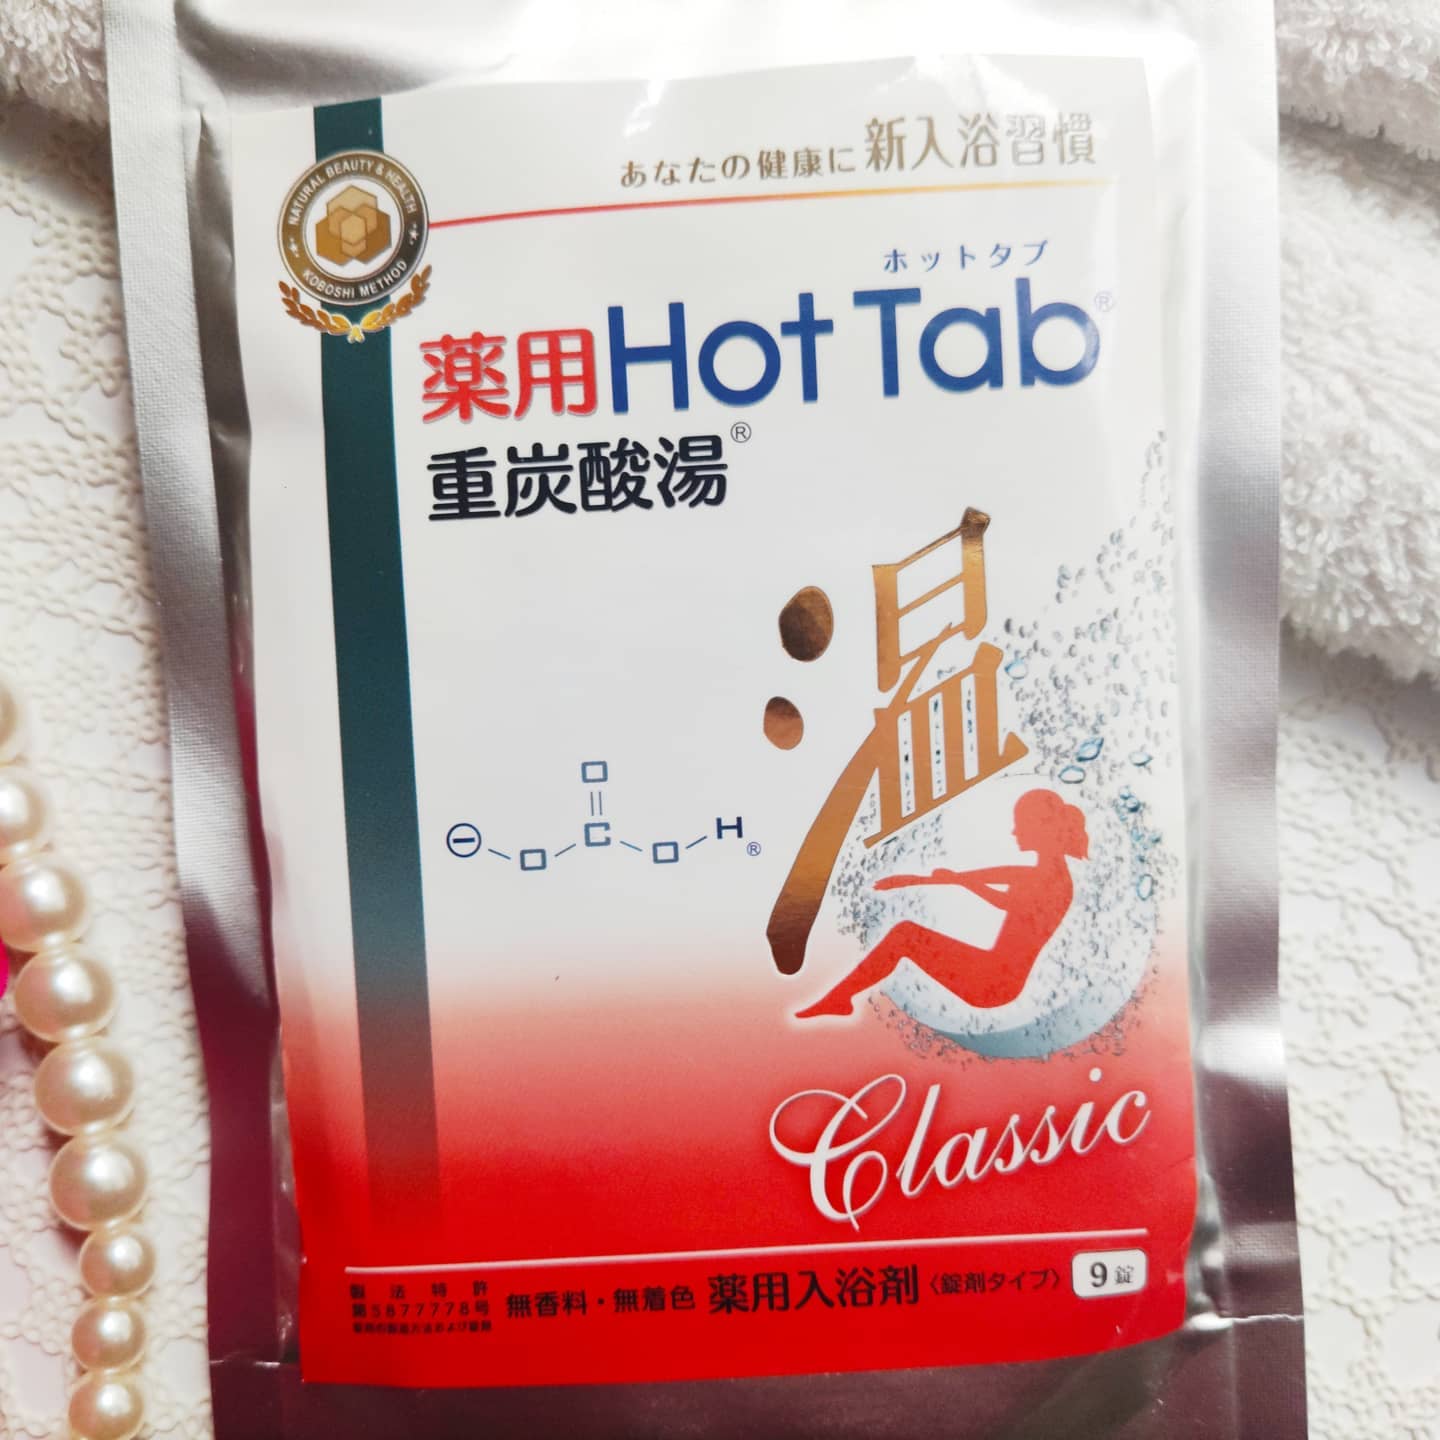 あなたの健康に 新入浴習慣
NATURAL BEAUTY & HEALTH
KOBOSHI METHOD
ホットタブ
薬用Hot Tab®
重炭酸湯®
温
O
C
O
O
H
®
Classic
製法特許
第5877778号
無香料・無着色 薬用入浴剤〈錠剤タイプ〉 9錠